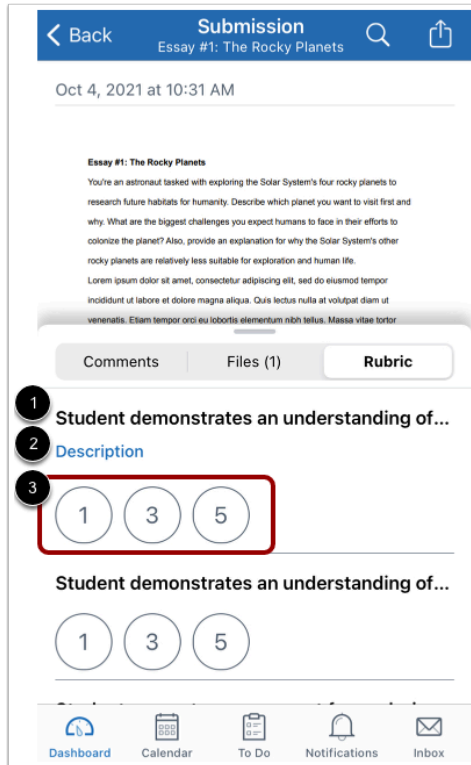 Back
Submission
Essay #1: The Rocky Planets
Oct 4, 2021 at 10:31 AM
Essay #1: The Rocky Planets
You're an astronaut tasked with exploring the Solar System's four rocky planets to
research future habitats for humanity. Describe which planet you want to visit first and
why. What are the biggest challenges you expect humans to face in their efforts to
colonize the planet? Also, provide an explanation for why the Solar System's other
rocky planets are relatively less suitable for exploration and human life.
Lorem ipsum dolor sit amet, consectetur adipiscing elit, sed do eiusmod tempor
incididunt ut labore et dolore magna aliqua. Quis lectus nulla at volutpat diam ut
venenatis. Etiam tempor orci eu lobortis elementum nibh tellus. Massa vitae tortor
Comments Files (1) Rubric
1
Student demonstrates an understanding of...
2
Description
3
1 3 5
Student demonstrates an understanding of...
1 3 5
Dashboard Calendar To Do Notifications Inbox